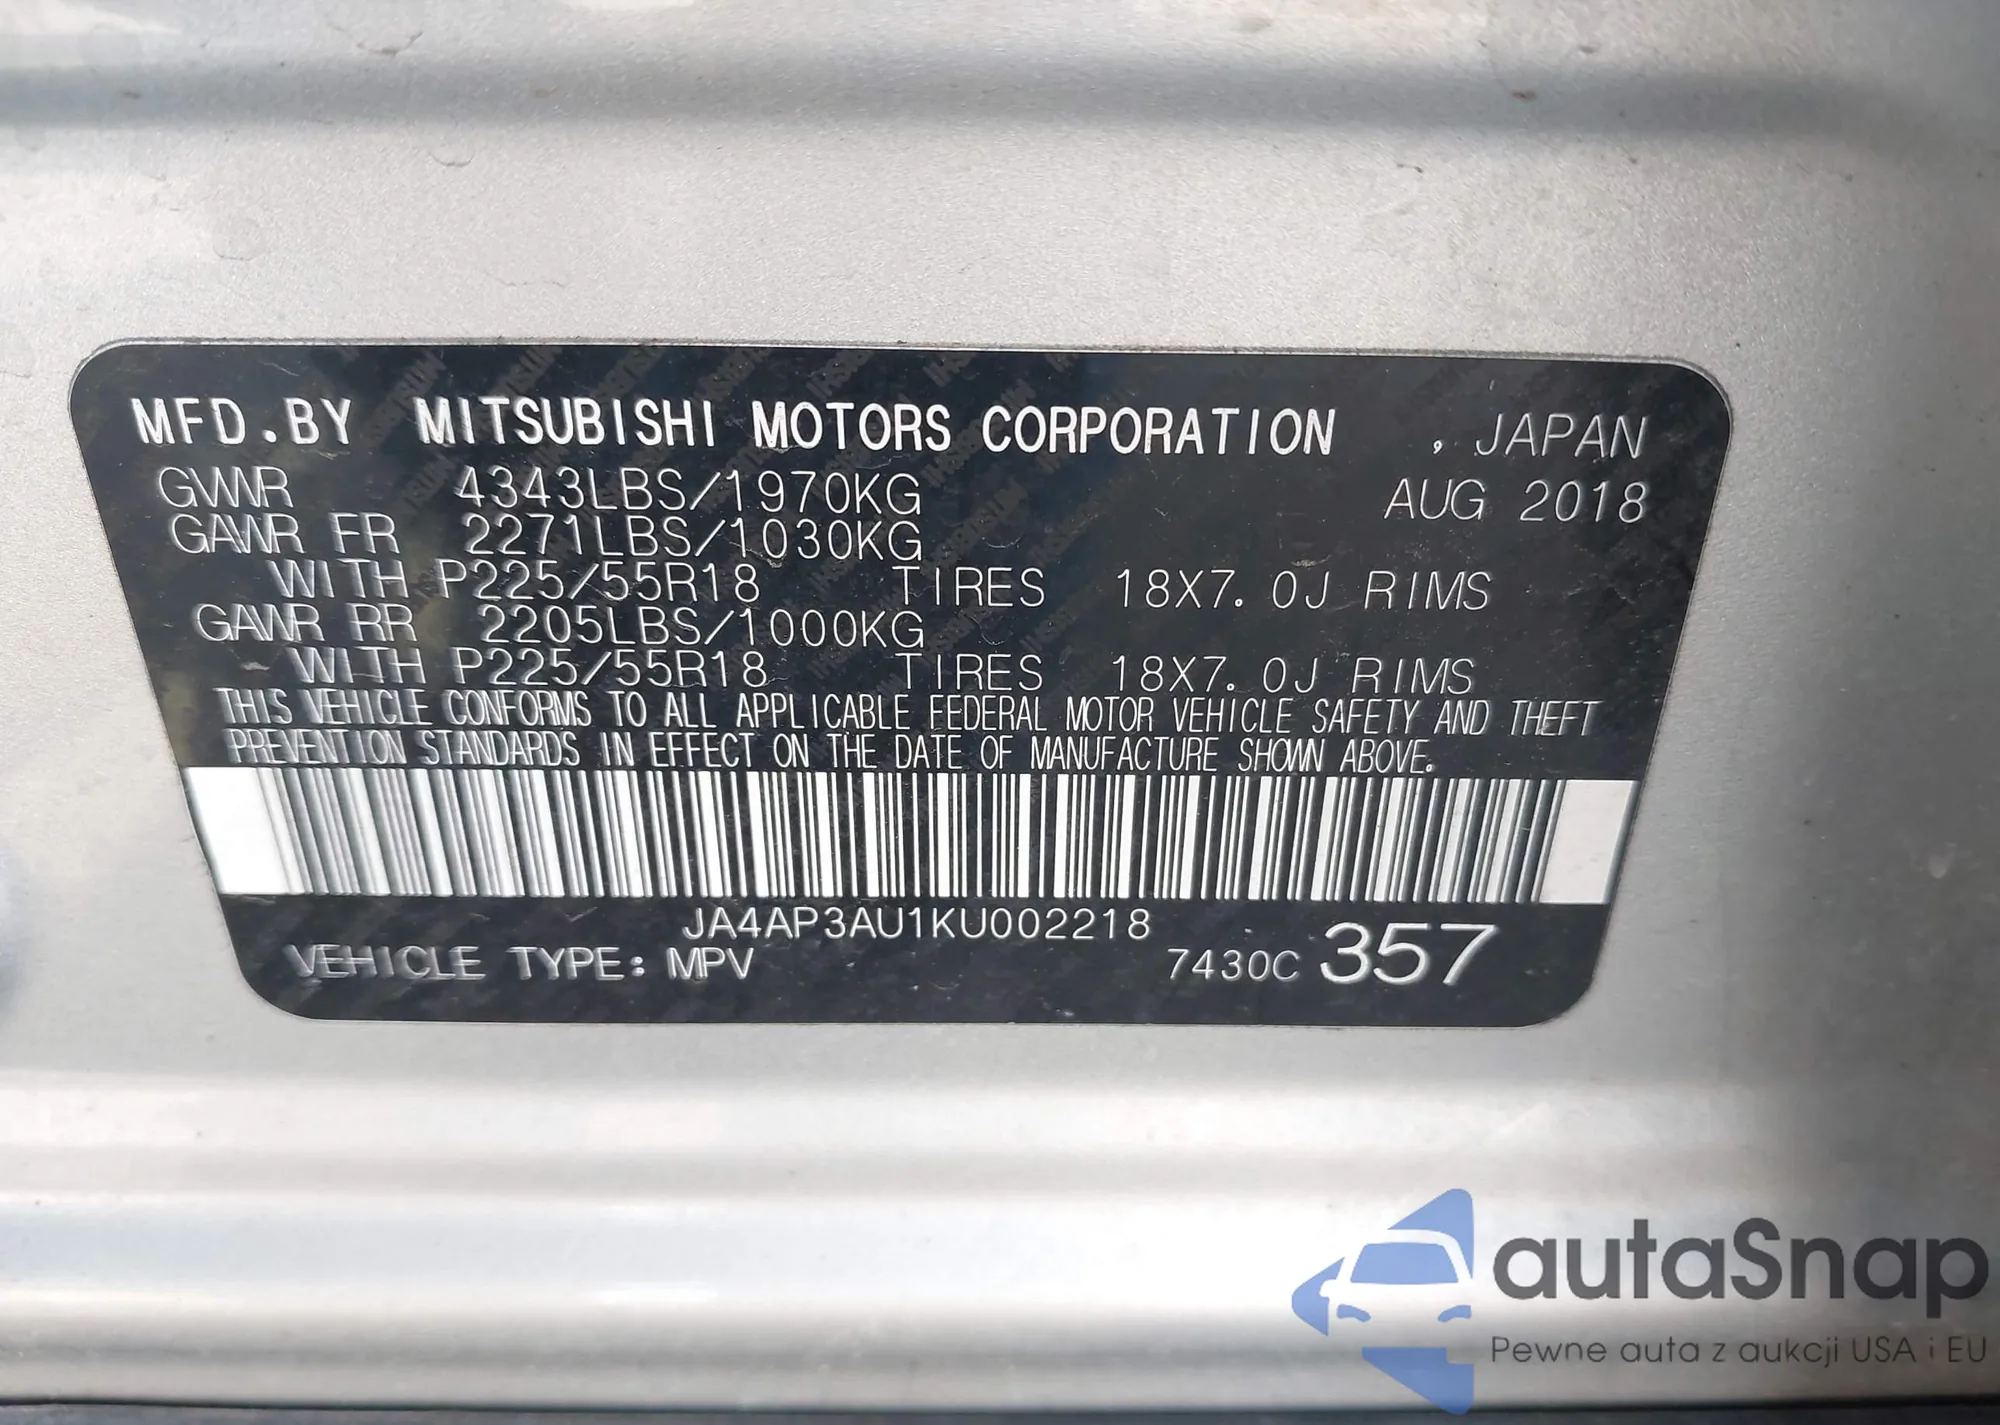 MFD.BY MITSUBISHI MOTORS CORPORATION , JAPAN
GVWR 4343LBS/1970KG AUG 2018
GAWR FR 2271LBS/1030KG
WITH P225/55R18 TIRES 18X7.0J RIMS
GAWR RR 2205LBS/1000KG
WITH P225/55R18 TIRES 18X7.0J RIMS
THIS VEHICLE CONFORMS TO ALL APPLICABLE FEDERAL MOTOR VEHICLE SAFETY AND THEFT
PREVENTION STANDARDS IN EFFECT ON THE DATE OF MANUFACTURE SHOWN ABOVE.
JA4AP3AU1KU002218
VEHICLE TYPE: MPV 7430C 357
autaSnap
Pewne auta z aukcji USA i EU